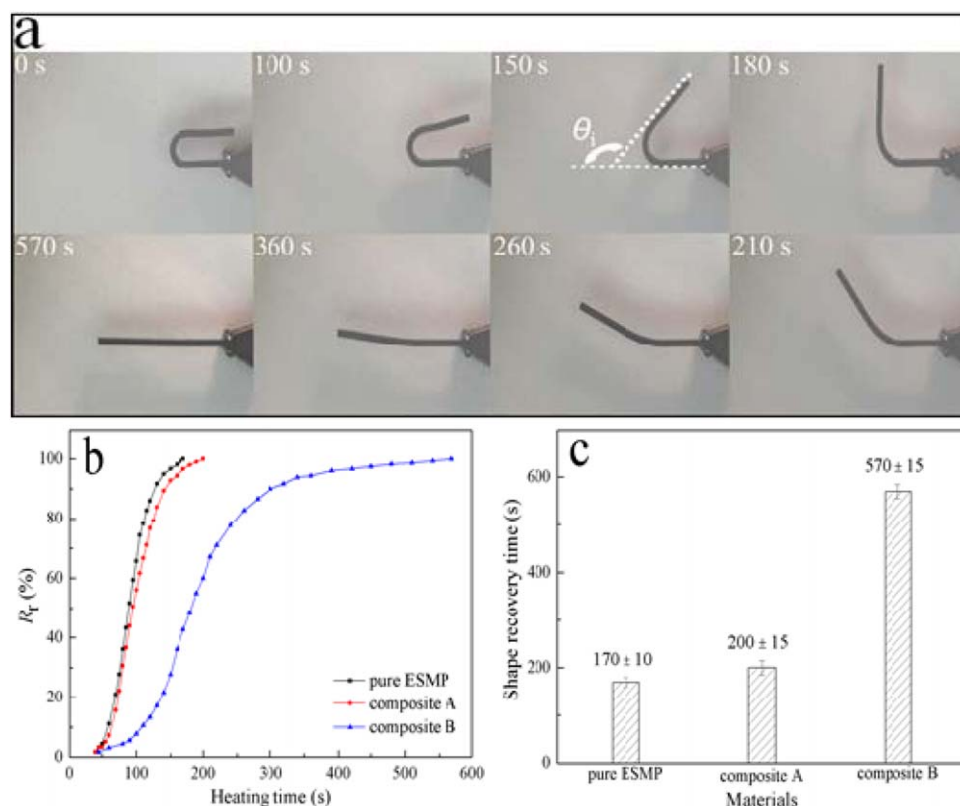 a
0 s
100 s
150 s
180 s
θi
570 s
360 s
260 s
210 s
b
100
80
60
40
20
0
Rr (%)
pure ESMP
composite A
composite B
0
100
200
300
400
500
600
Heating time (s)
c
600
400
200
0
Shape recovery time (s)
170 ± 10
200 ± 15
570 ± 15
pure ESMP
composite A
composite B
Materials